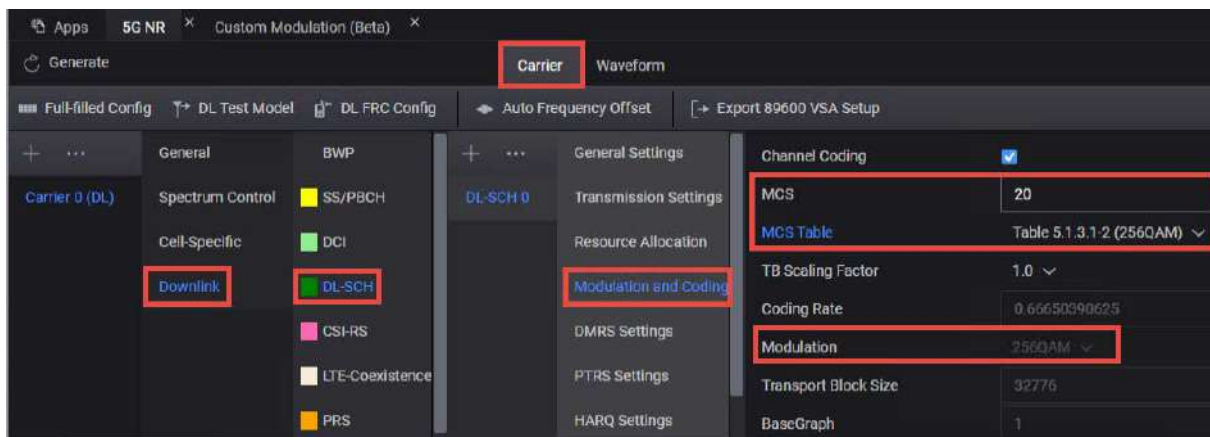 Apps 5G NR × Custom Modulation (Beta) ×
Generate Carrier Waveform
Full-filled Config DL Test Model DL FRC Config Auto Frequency Offset Export 89600 VSA Setup
+ ... General BWP + ... General Settings Channel Coding
Carrier 0 (DL) Spectrum Control SS/PBCH DL-SCH 0 Transmission Settings MCS 20
Cell-Specific DCI Resource Allocation MCS Table Table 5.1.3.1-2 (256QAM)
Downlink DL-SCH Modulation and Coding TB Scaling Factor 1.0
CSI-RS DMRS Settings Coding Rate 0.66650390625
LTE-Coexistence PTRS Settings Modulation 256QAM
PRS HARQ Settings Transport Block Size 32776
BaseGraph 1